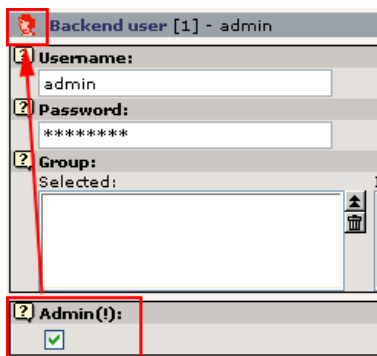 Backend user [1] - admin
Username:
admin
Password:
********
Group:
Selected:
Admin(!):